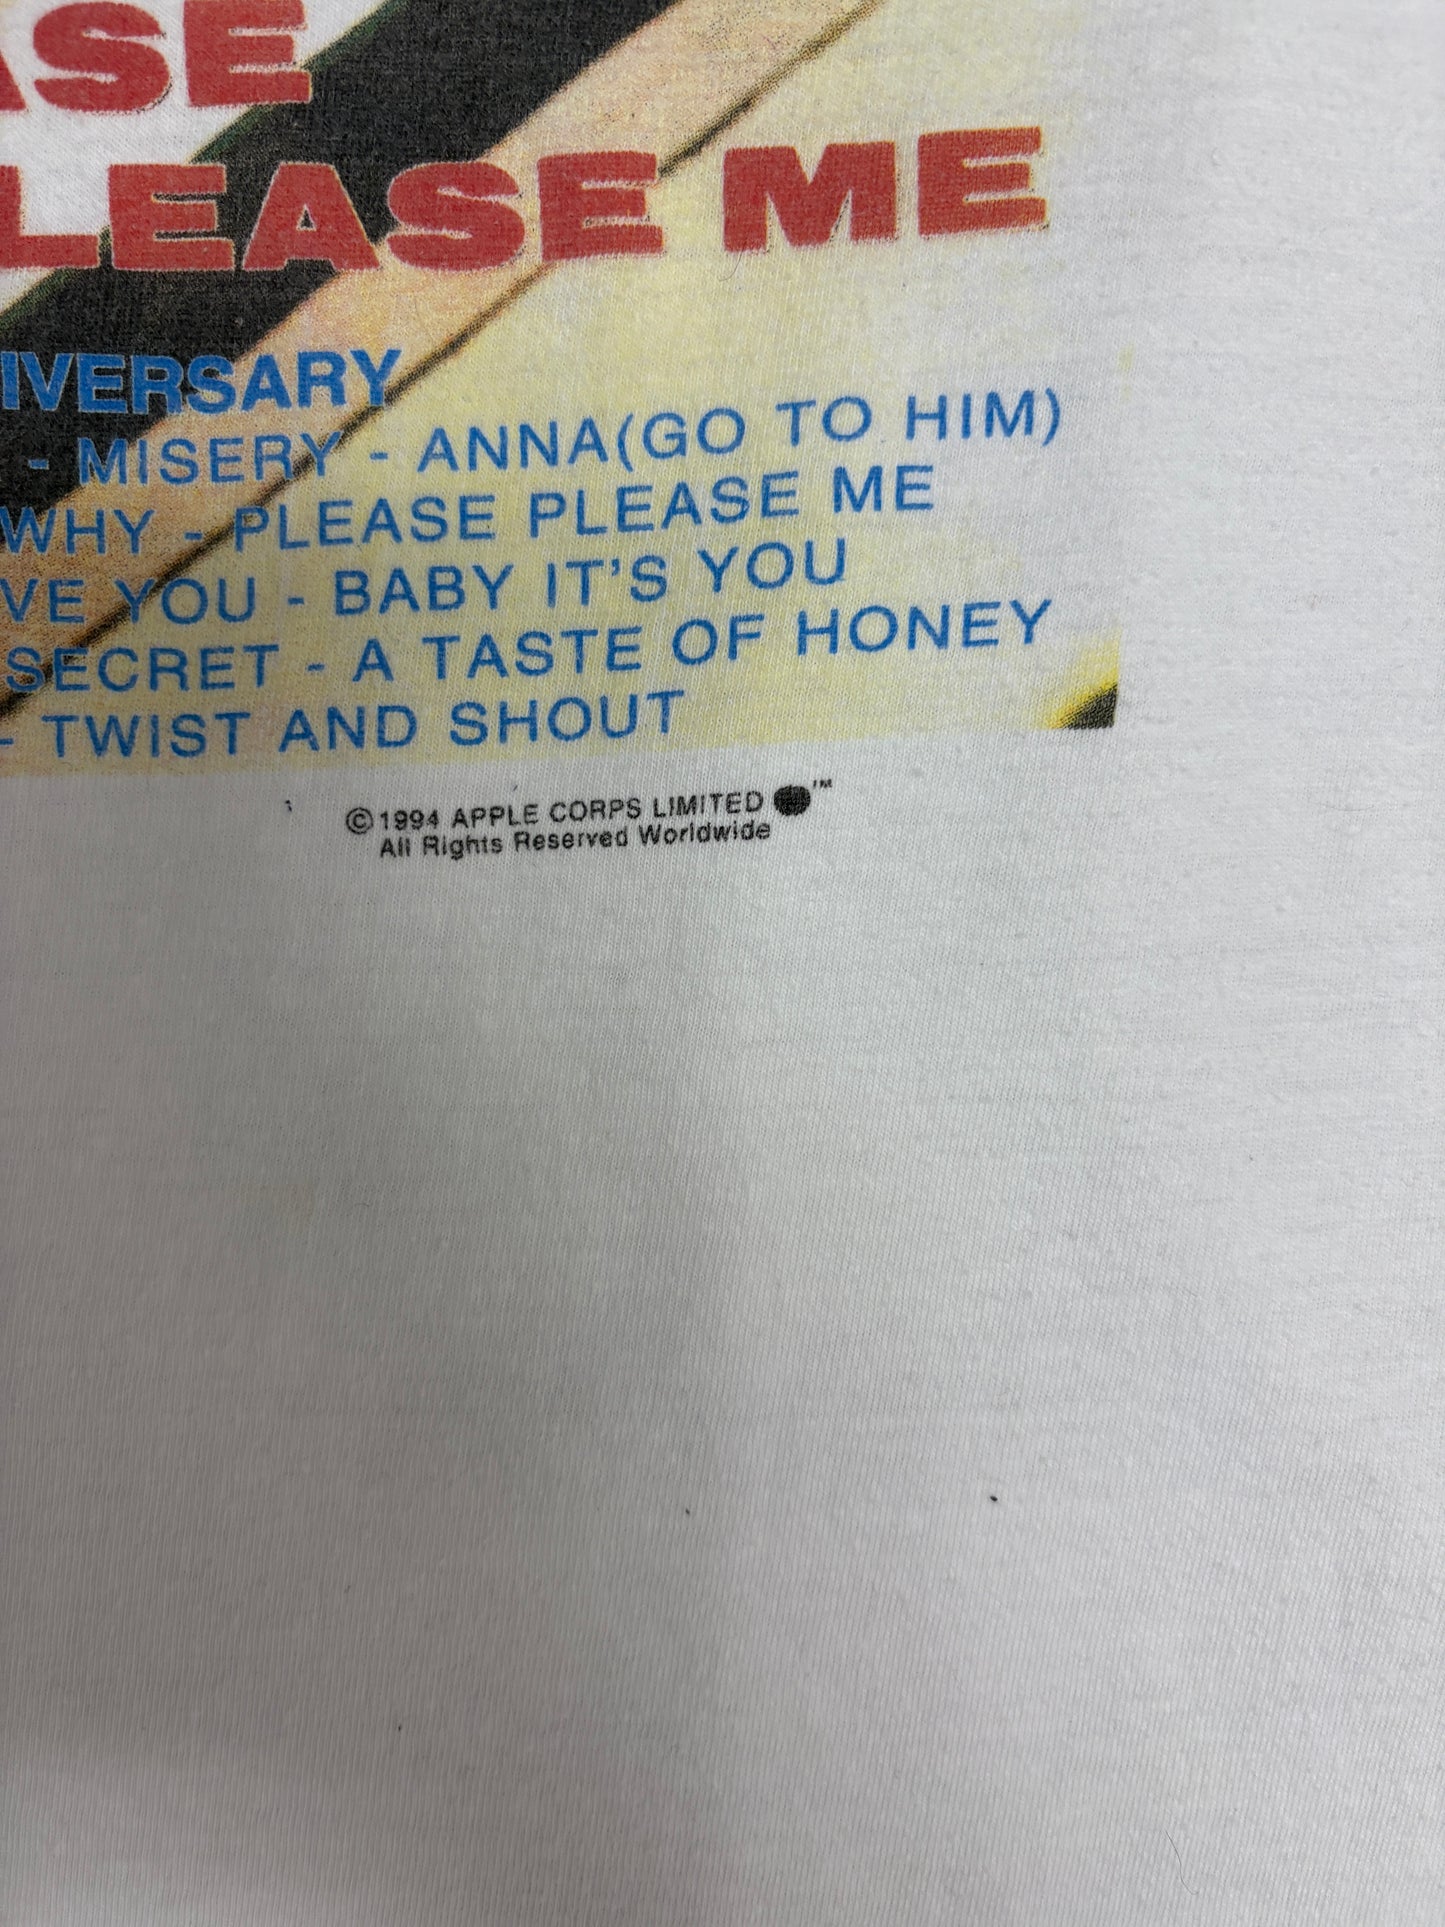 ASE
LEASE ME
IVERSARY
- MISERY - ANNA(GO TO HIM)
WHY - PLEASE PLEASE ME
VE YOU - BABY IT'S YOU
SECRET - A TASTE OF HONEY
- TWIST AND SHOUT
©1994 APPLE CORPS LIMITED ™
All Rights Reserved Worldwide